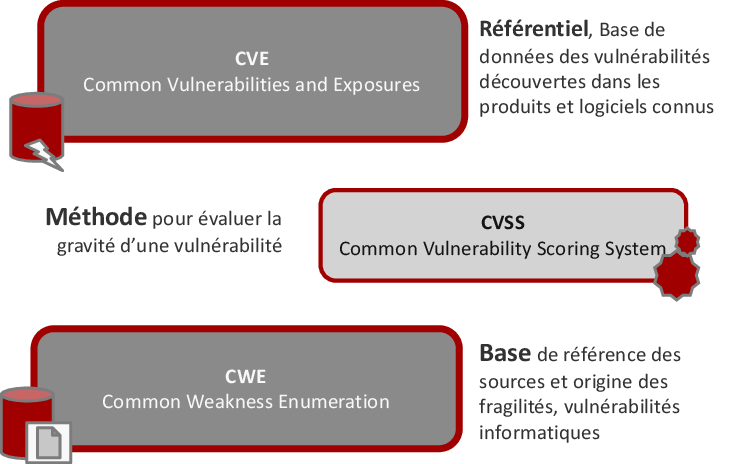 CVE
Common Vulnerabilities and Exposures
Référentiel, Base de
données des vulnérabilités
découvertes dans les
produits et logiciels connus
Méthode pour évaluer la
gravité d’une vulnérabilité
CVSS
Common Vulnerability Scoring System
CWE
Common Weakness Enumeration
Base de référence des
sources et origine des
fragilités, vulnérabilités
informatiques